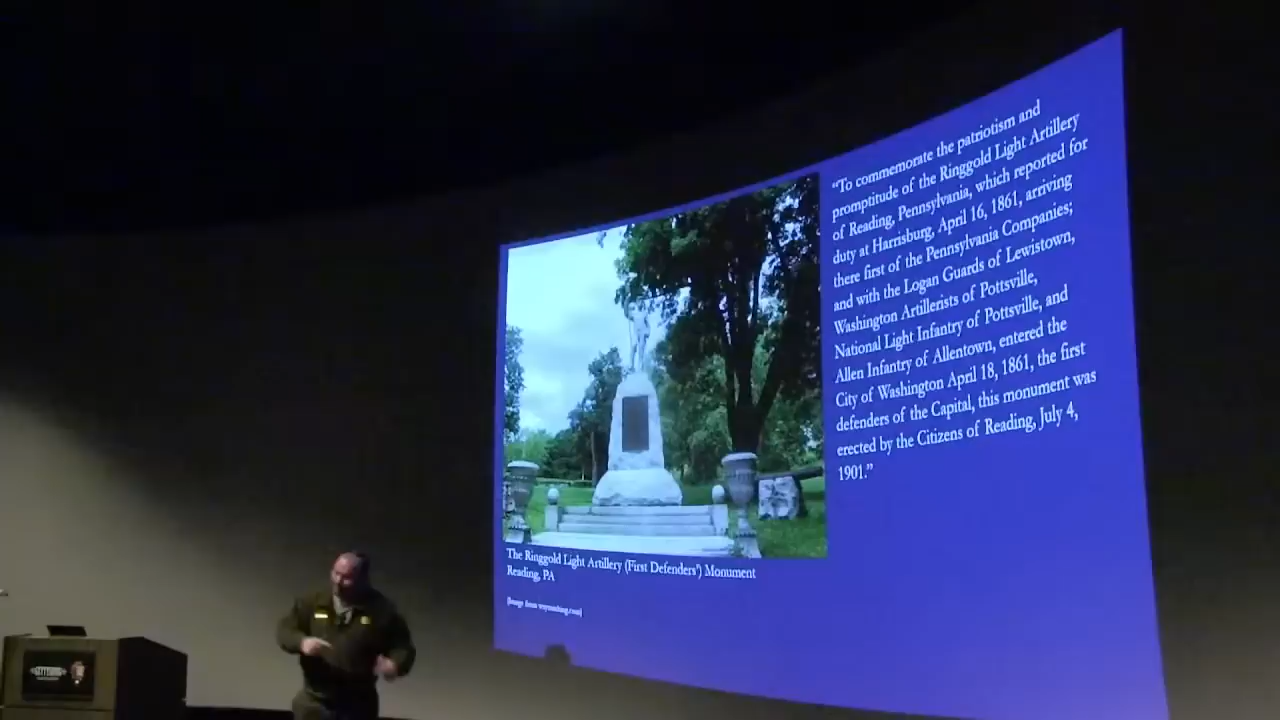 “To commemorate the patriotism and
promptitude of the Ringgold Light Artillery
of Reading, Pennsylvania, which reported for
duty at Harrisburg, April 16, 1861, arriving
there first of the Pennsylvania Companies;
and with the Logan Guards of Lewistown,
Washington Artillerists of Pottsville,
National Light Infantry of Pottsville, and
Allen Infantry of Allentown, entered the
City of Washington April 18, 1861, the first
defenders of the Capital, this monument was
erected by the Citizens of Reading, July 4,
1901.”
The Ringgold Light Artillery (First Defenders’) Monument
Reading, PA
[Image from
GETTYSBURG